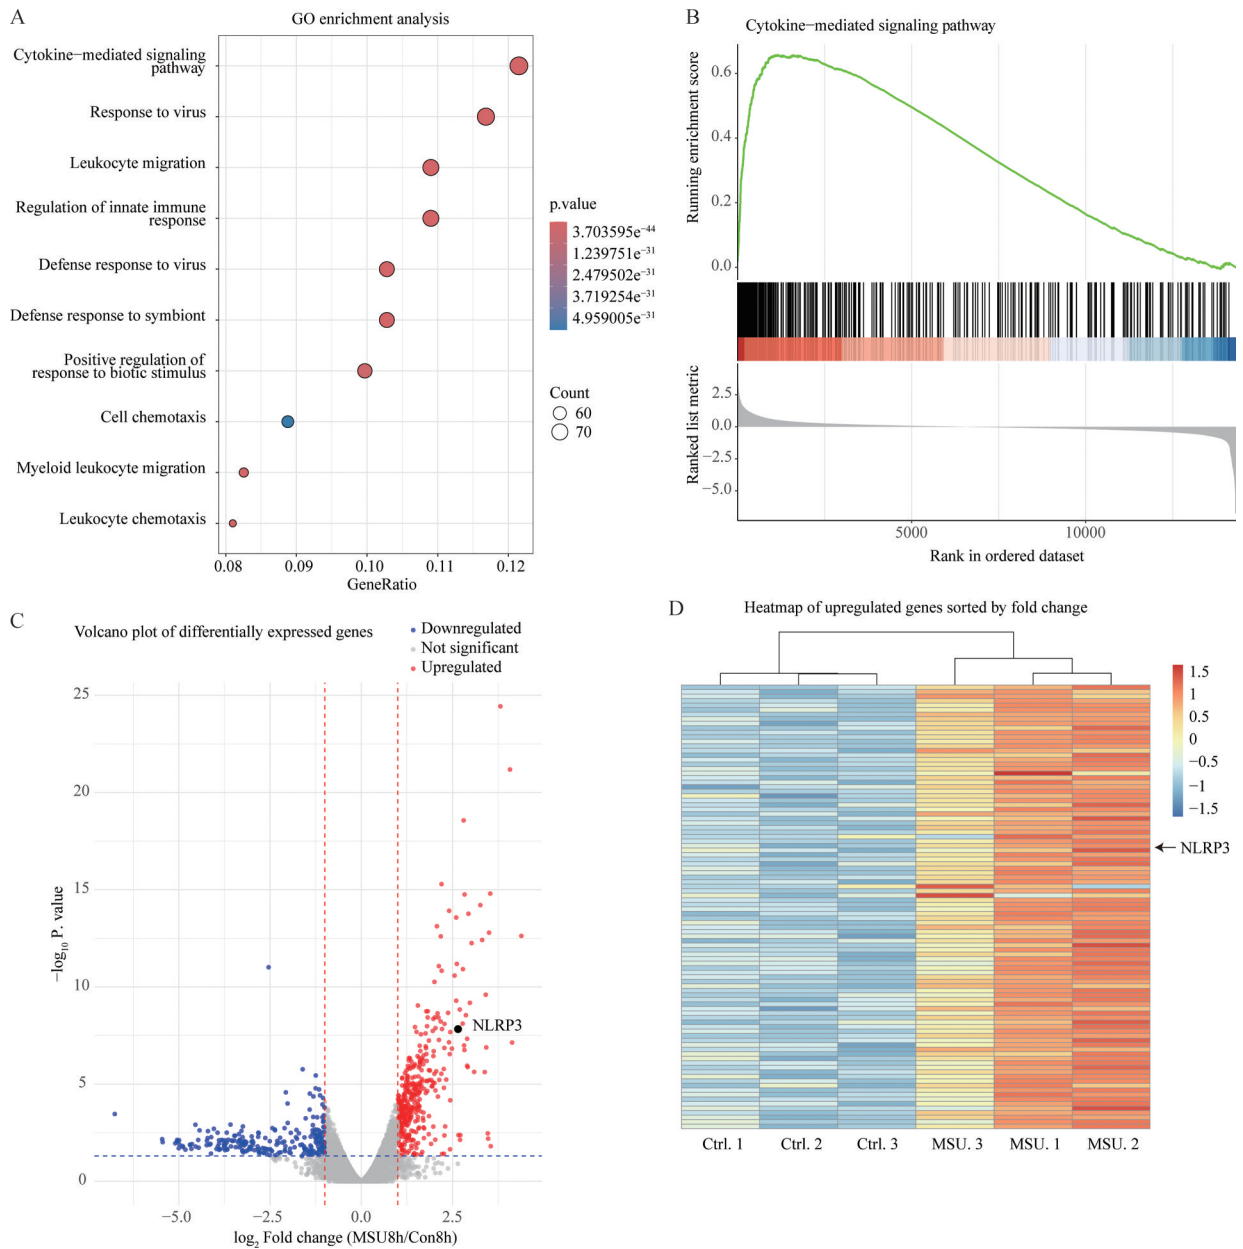 A
GO enrichment analysis
Cytokine−mediated signaling
pathway
Response to virus
Leukocyte migration
Regulation of innate immune
response
Defense response to virus
Defense response to symbiont
Positive regulation of
response to biotic stimulus
Cell chemotaxis
Myeloid leukocyte migration
Leukocyte chemotaxis
0.08 0.09 0.10 0.11 0.12
GeneRatio
p.value
3.703595e−44
1.239751e−31
2.479502e−31
3.719254e−31
4.959005e−31
Count
60
70
B
Cytokine−mediated signaling pathway
Running enrichment score
0.6
0.4
0.2
0.0
Ranked list metric
2.5
0.0
−2.5
−5.0
5000 10000
Rank in ordered dataset
C
Volcano plot of differentially expressed genes
Downregulated
Not significant
Upregulated
−log10 P. value
25
20
15
10
5
0
NLRP3
−5.0 −2.5 0.0 2.5
log2 Fold change (MSU8h/Con8h)
D
Heatmap of upregulated genes sorted by fold change
1.5
1
0.5
0
−0.5
−1
−1.5
NLRP3
Ctrl. 1 Ctrl. 2 Ctrl. 3 MSU. 3 MSU. 1 MSU. 2